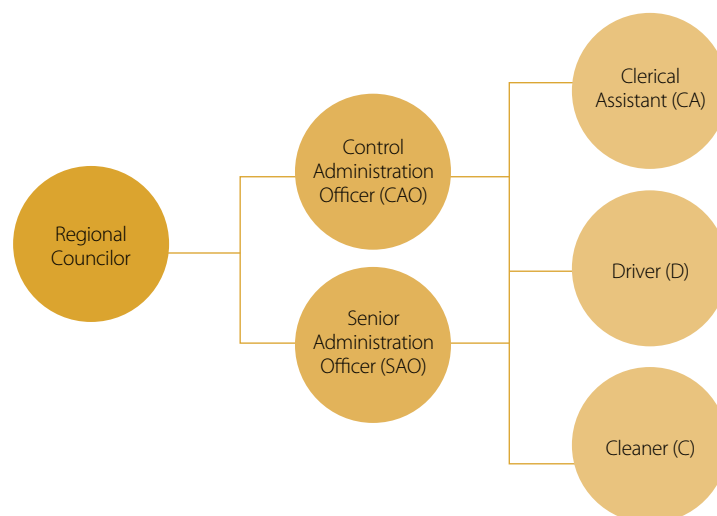 Regional
Councilor
Control
Administration
Officer (CAO)
Senior
Administration
Officer (SAO)
Clerical
Assistant (CA)
Driver (D)
Cleaner (C)